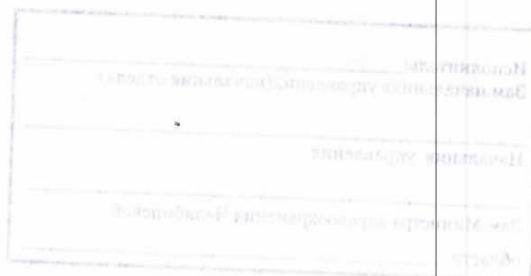 Исполнитель
Зам начальника управления(начальник отдела)
Начальник управления
Зам Министра здравоохранения Челябинской
области